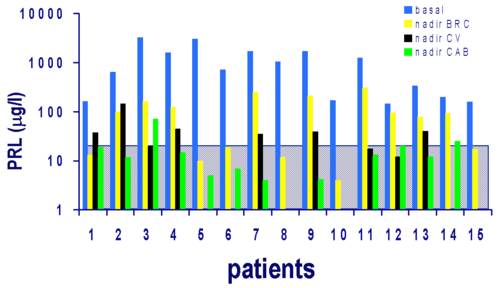 basal
nadir BRC
nadir CV
nadir CAB
PRL (µg/l)
10000
1000
100
10
1
1 2 3 4 5 6 7 8 9 10 11 12 13 14 15
patients